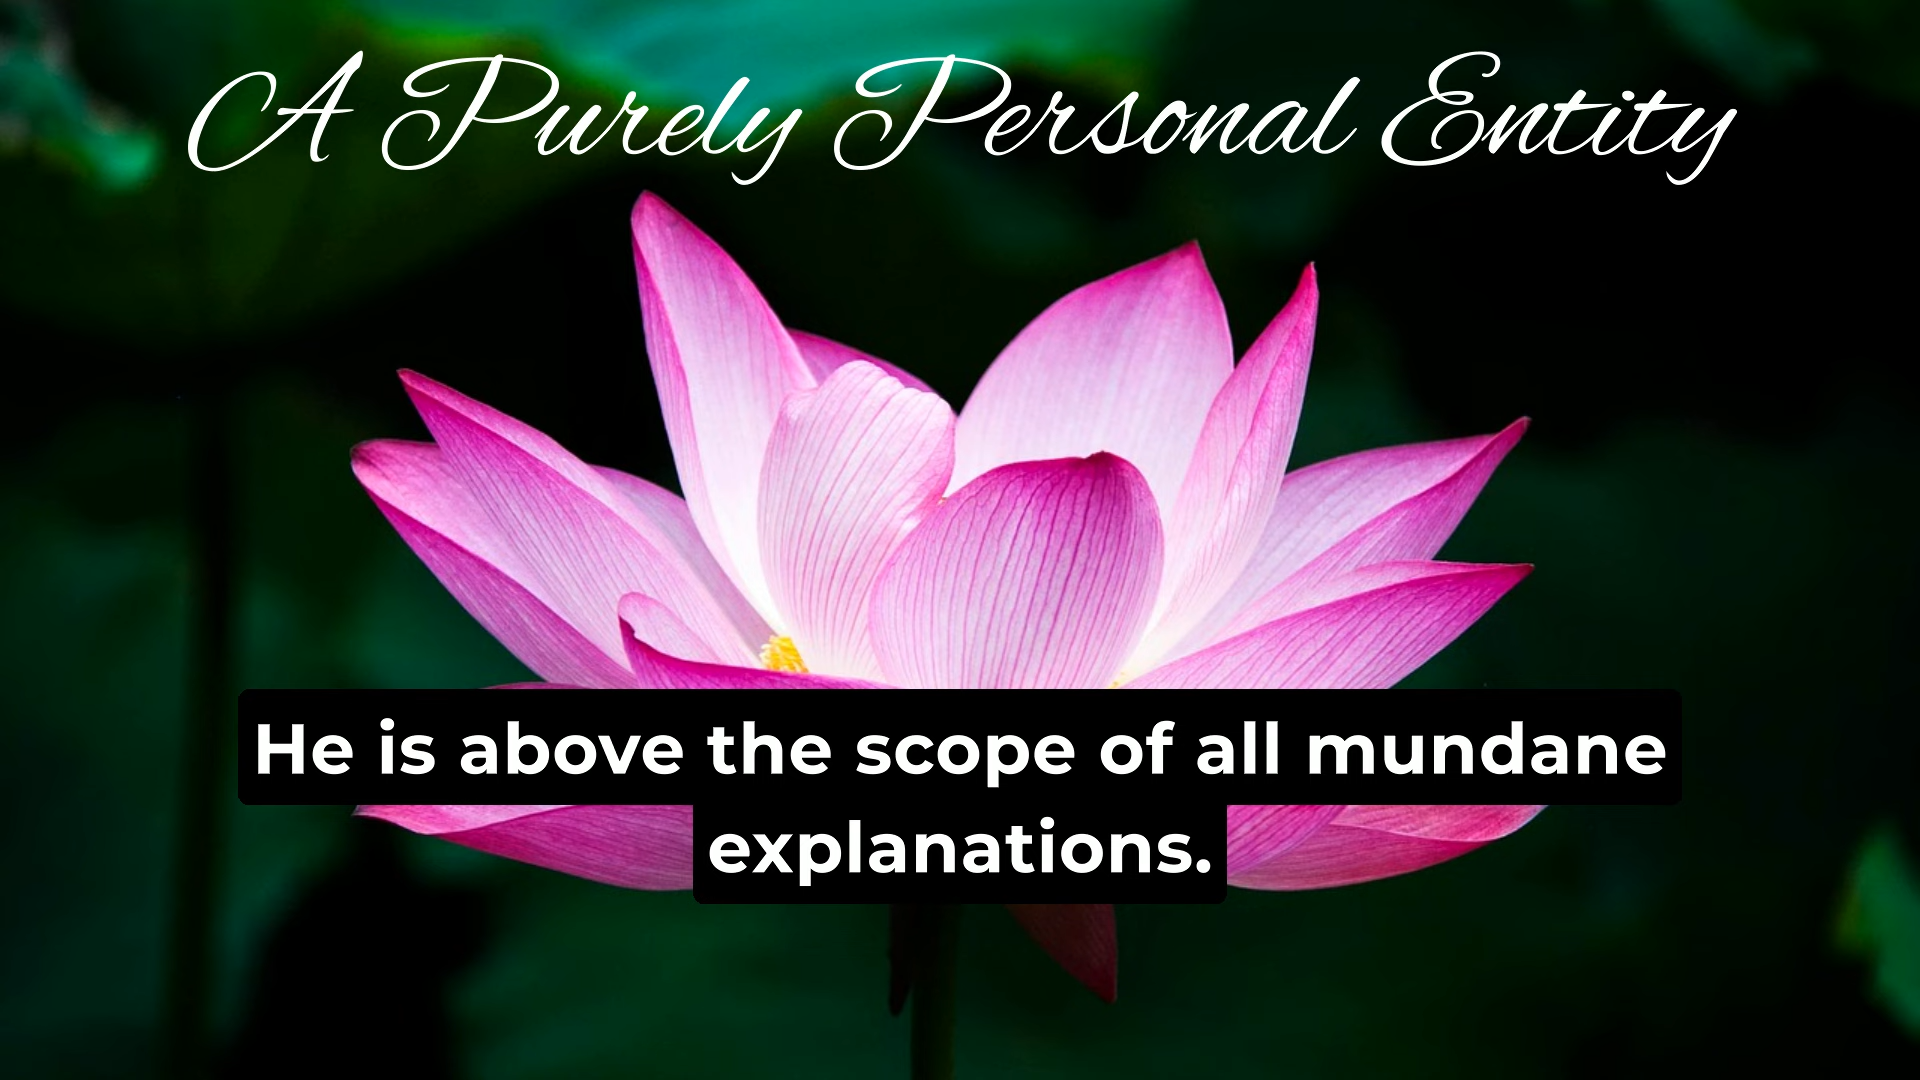 A Purely Personal Entity
He is above the scope of all mundane
explanations.